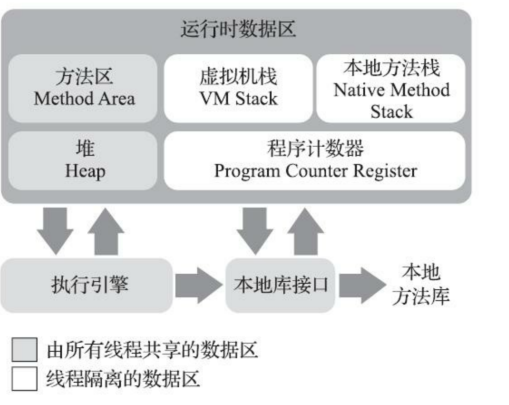 运行时数据区
方法区
Method Area
虚拟机栈
VM Stack
本地方法栈
Native Method
Stack
堆
Heap
程序计数器
Program Counter Register
执行引擎
本地库接口
本地
方法库
由所有线程共享的数据区
线程隔离的数据区